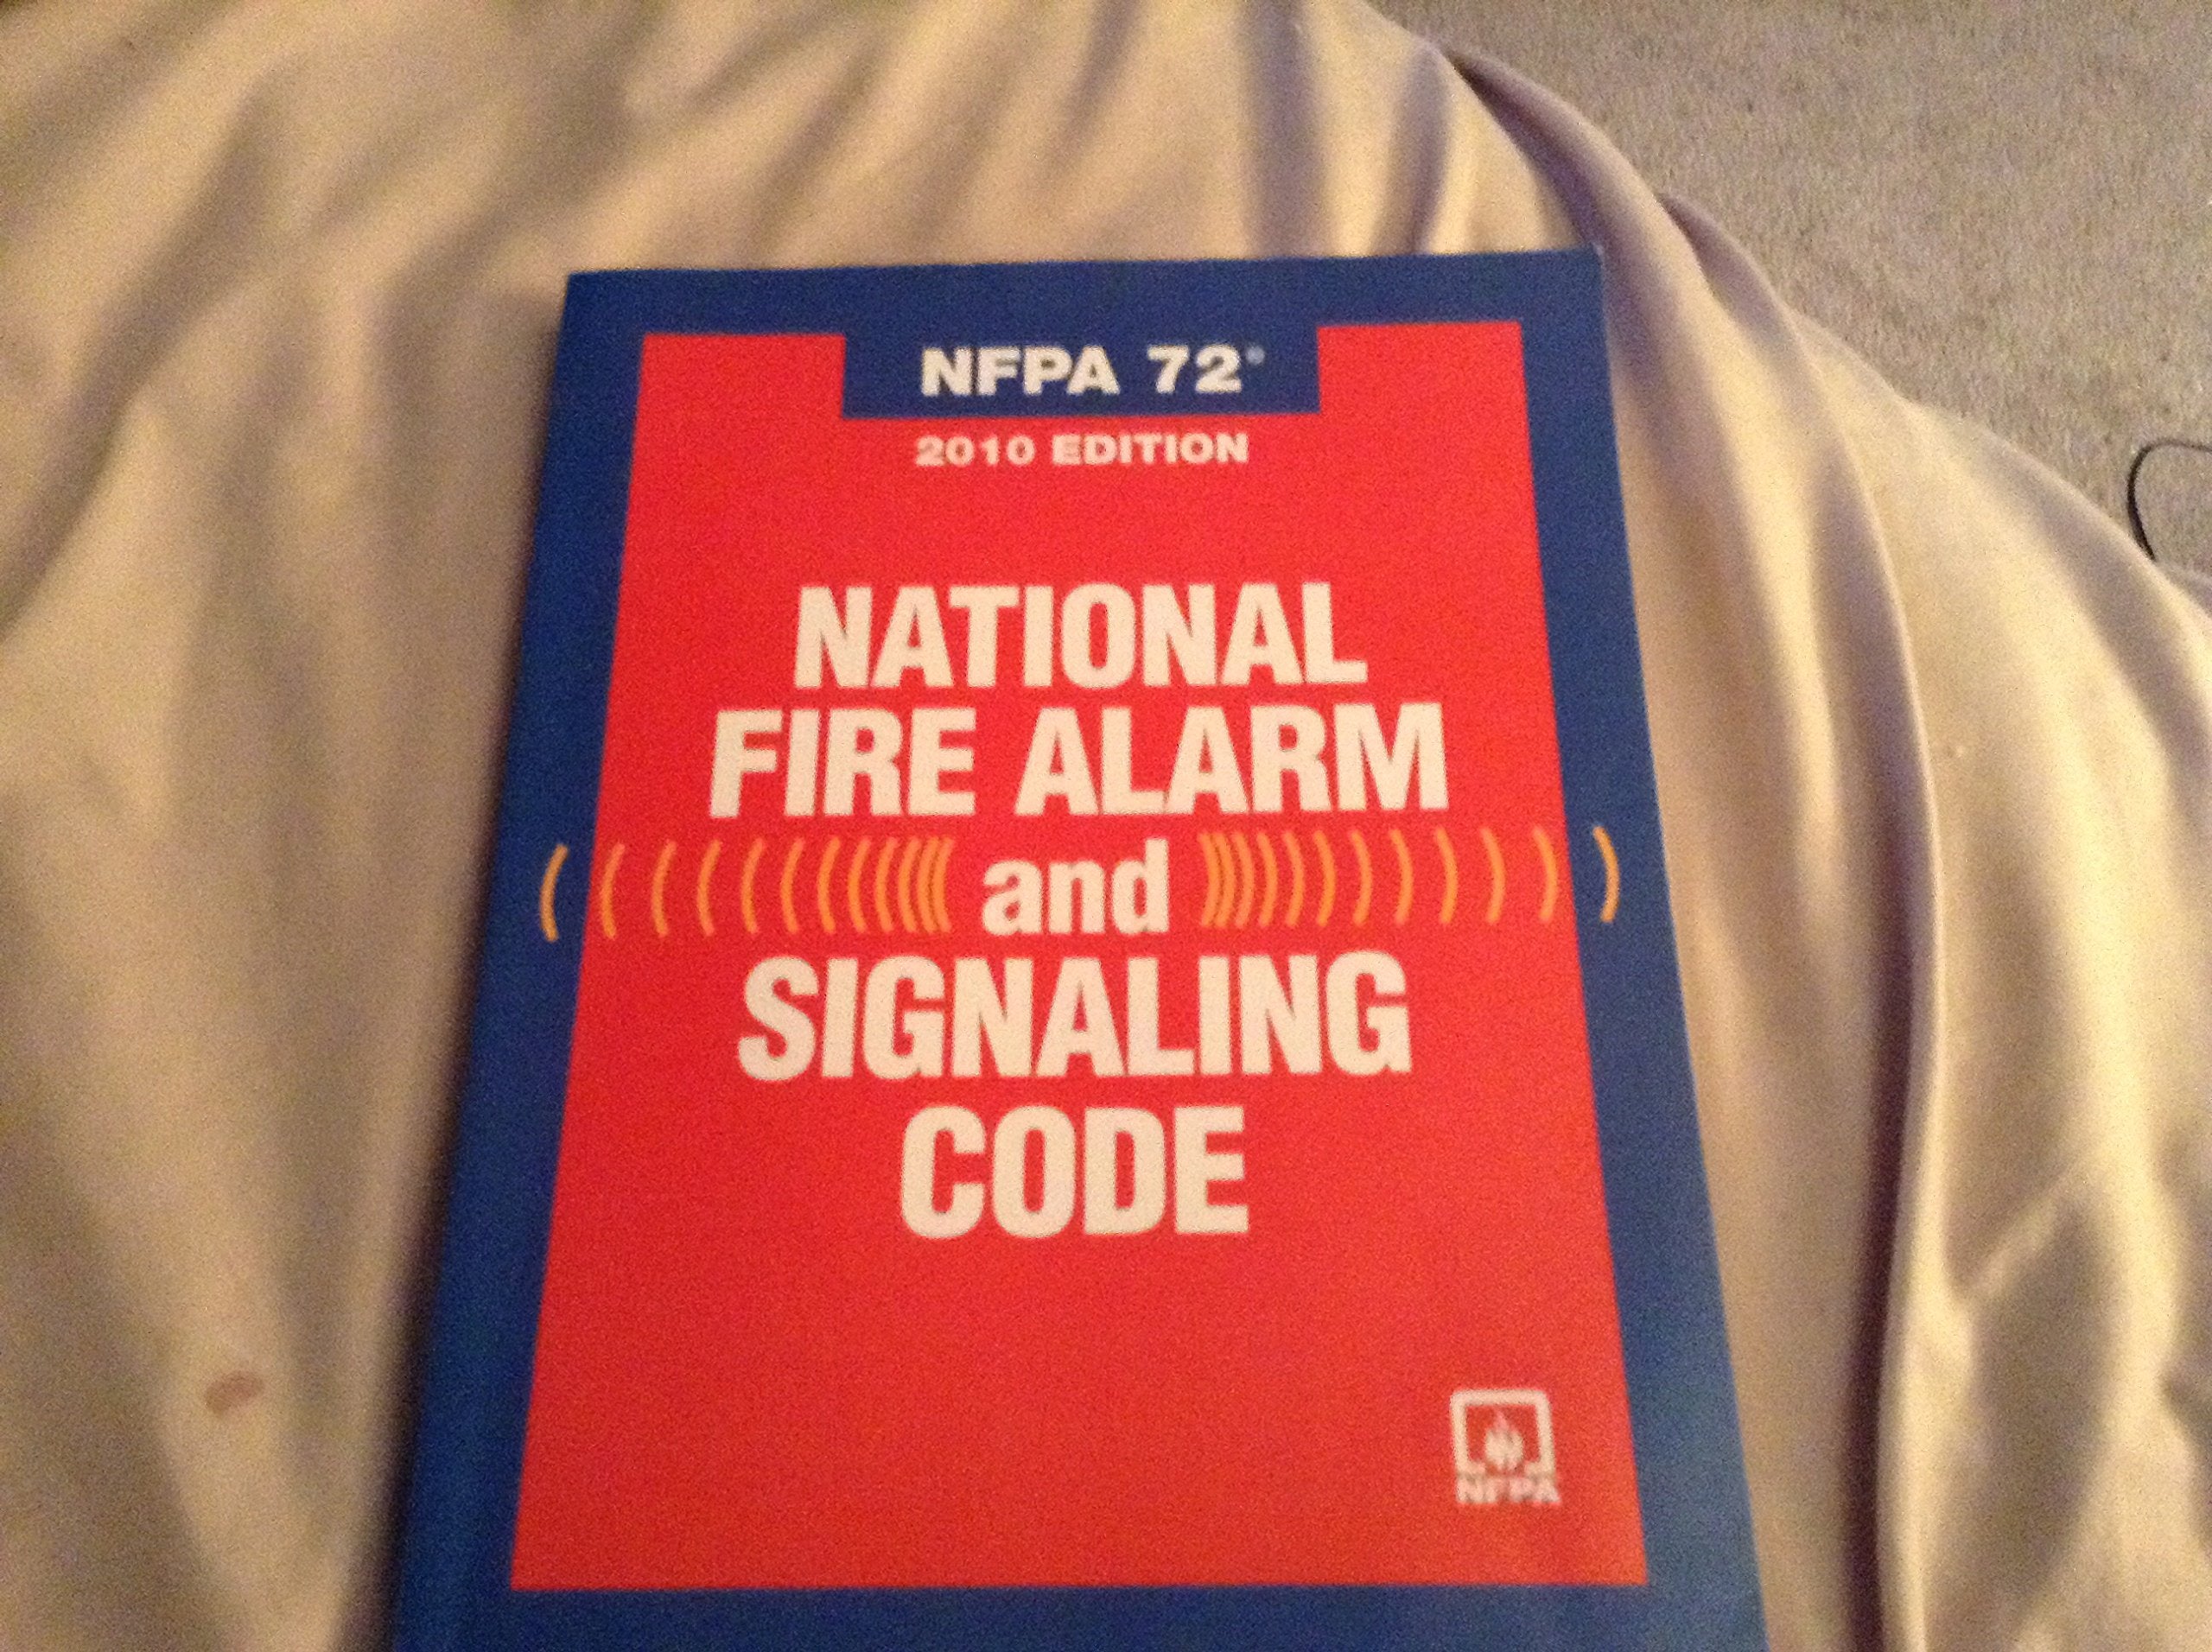 NFPA 72®
2010 EDITION
NATIONAL
FIRE ALARM
and
SIGNALING
CODE
NFPA